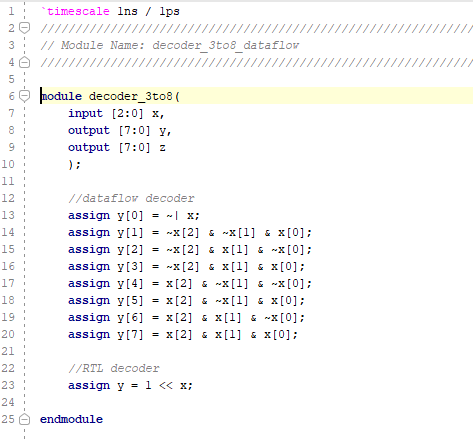 1 `timescale 1ns / 1ps
2 //////////////////////////////////////////////////////////////
3 // Module Name: decoder_3to8_dataflow
4 //////////////////////////////////////////////////////////////
5
6 module decoder_3to8(
7 input [2:0] x,
8 output [7:0] y,
9 output [7:0] z
10 );
11
12 //dataflow decoder
13 assign y[0] = ~| x;
14 assign y[1] = ~x[2] & ~x[1] & x[0];
15 assign y[2] = ~x[2] & x[1] & ~x[0];
16 assign y[3] = ~x[2] & x[1] & x[0];
17 assign y[4] = x[2] & ~x[1] & ~x[0];
18 assign y[5] = x[2] & ~x[1] & x[0];
19 assign y[6] = x[2] & x[1] & ~x[0];
20 assign y[7] = x[2] & x[1] & x[0];
21
22 //RTL decoder
23 assign y = 1 << x;
24
25 endmodule